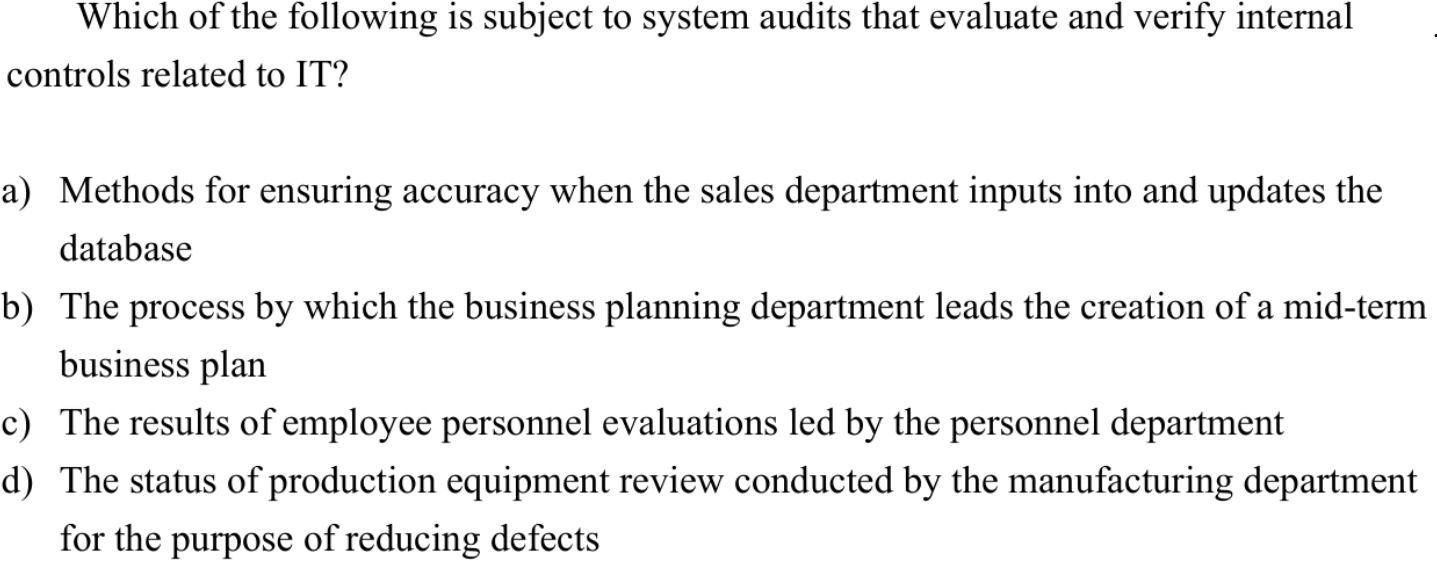 Which of the following is subject to system audits that evaluate and verify internal
controls related to IT?
a) Methods for ensuring accuracy when the sales department inputs into and updates the
database
b) The process by which the business planning department leads the creation of a mid-term
business plan
c) The results of employee personnel evaluations led by the personnel department
d) The status of production equipment review conducted by the manufacturing department
for the purpose of reducing defects